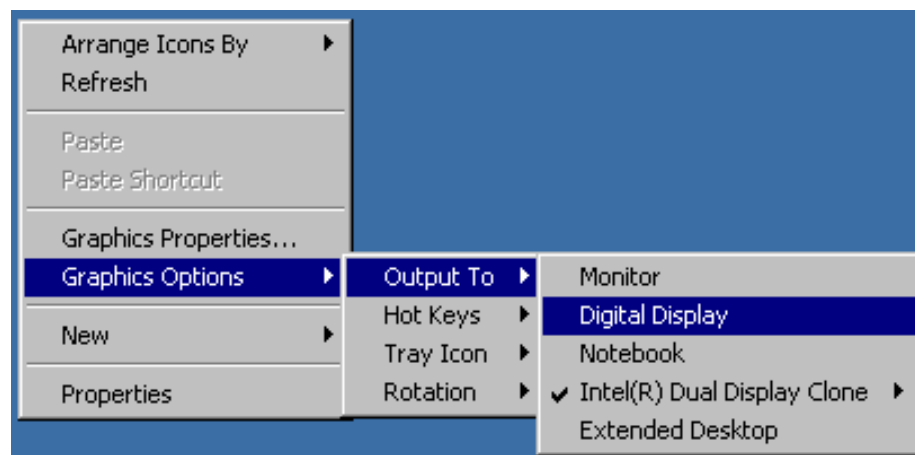 Arrange Icons By
Refresh
Paste
Paste Shortcut
Graphics Properties...
Graphics Options
New
Properties
Output To
Hot Keys
Tray Icon
Rotation
Monitor
Digital Display
Notebook
Intel(R) Dual Display Clone
Extended Desktop